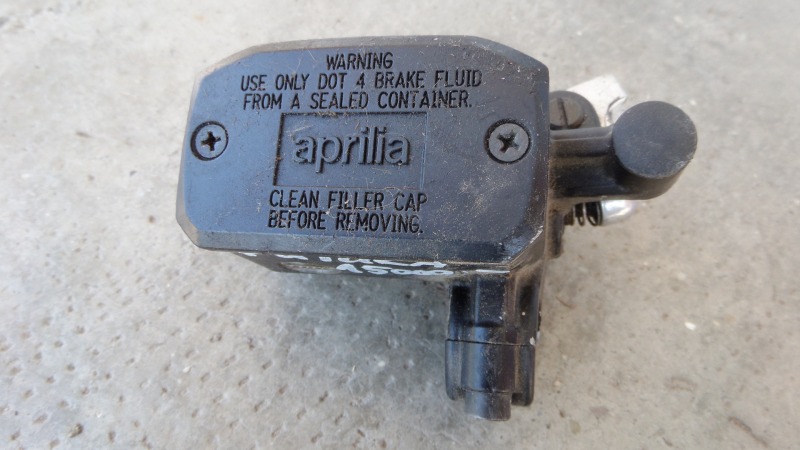 WARNING
USE ONLY DOT 4 BRAKE FLUID
FROM A SEALED CONTAINER.
aprilia
CLEAN FILLER CAP
BEFORE REMOVING.